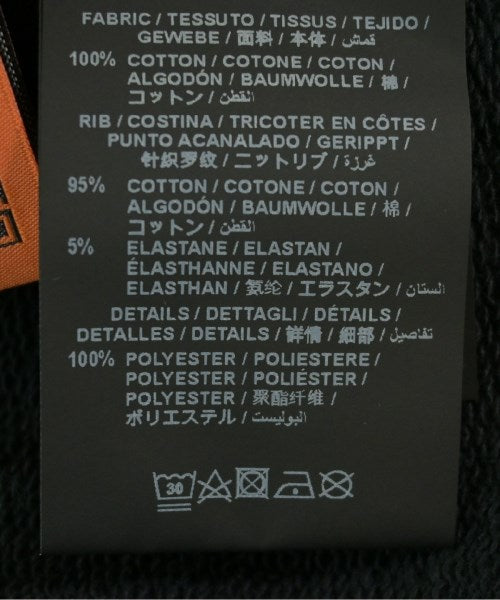 FABRIC / TESSUTO / TISSUS / TEJIDO /
GEWEBE / 面料 / 本体 / قماش
100% COTTON / COTONE / COTON /
ALGODÓN / BAUMWOLLE / 棉 /
コットン / القطن
RIB / COSTINA / TRICOTER EN CÔTES /
PUNTO ACANALADO / GERIPPT /
针织罗纹 / ニットリブ / غرزة
95% COTTON / COTONE / COTON /
ALGODÓN / BAUMWOLLE / 棉 /
コットン / القطن
5% ELASTANE / ELASTAN /
ÉLASTHANNE / ELASTANO /
ELASTHAN / 氨纶 / エラスタン / الستان
DETAILS / DETTAGLI / DÉTAILS /
DETALLES / DETAILS / 詳情 / 細部 / تفاصيل
100% POLYESTER / POLIESTERE /
POLYESTER / POLIÉSTER /
POLYESTER / 聚酯纤维 /
ポリエステル / البوليست
30